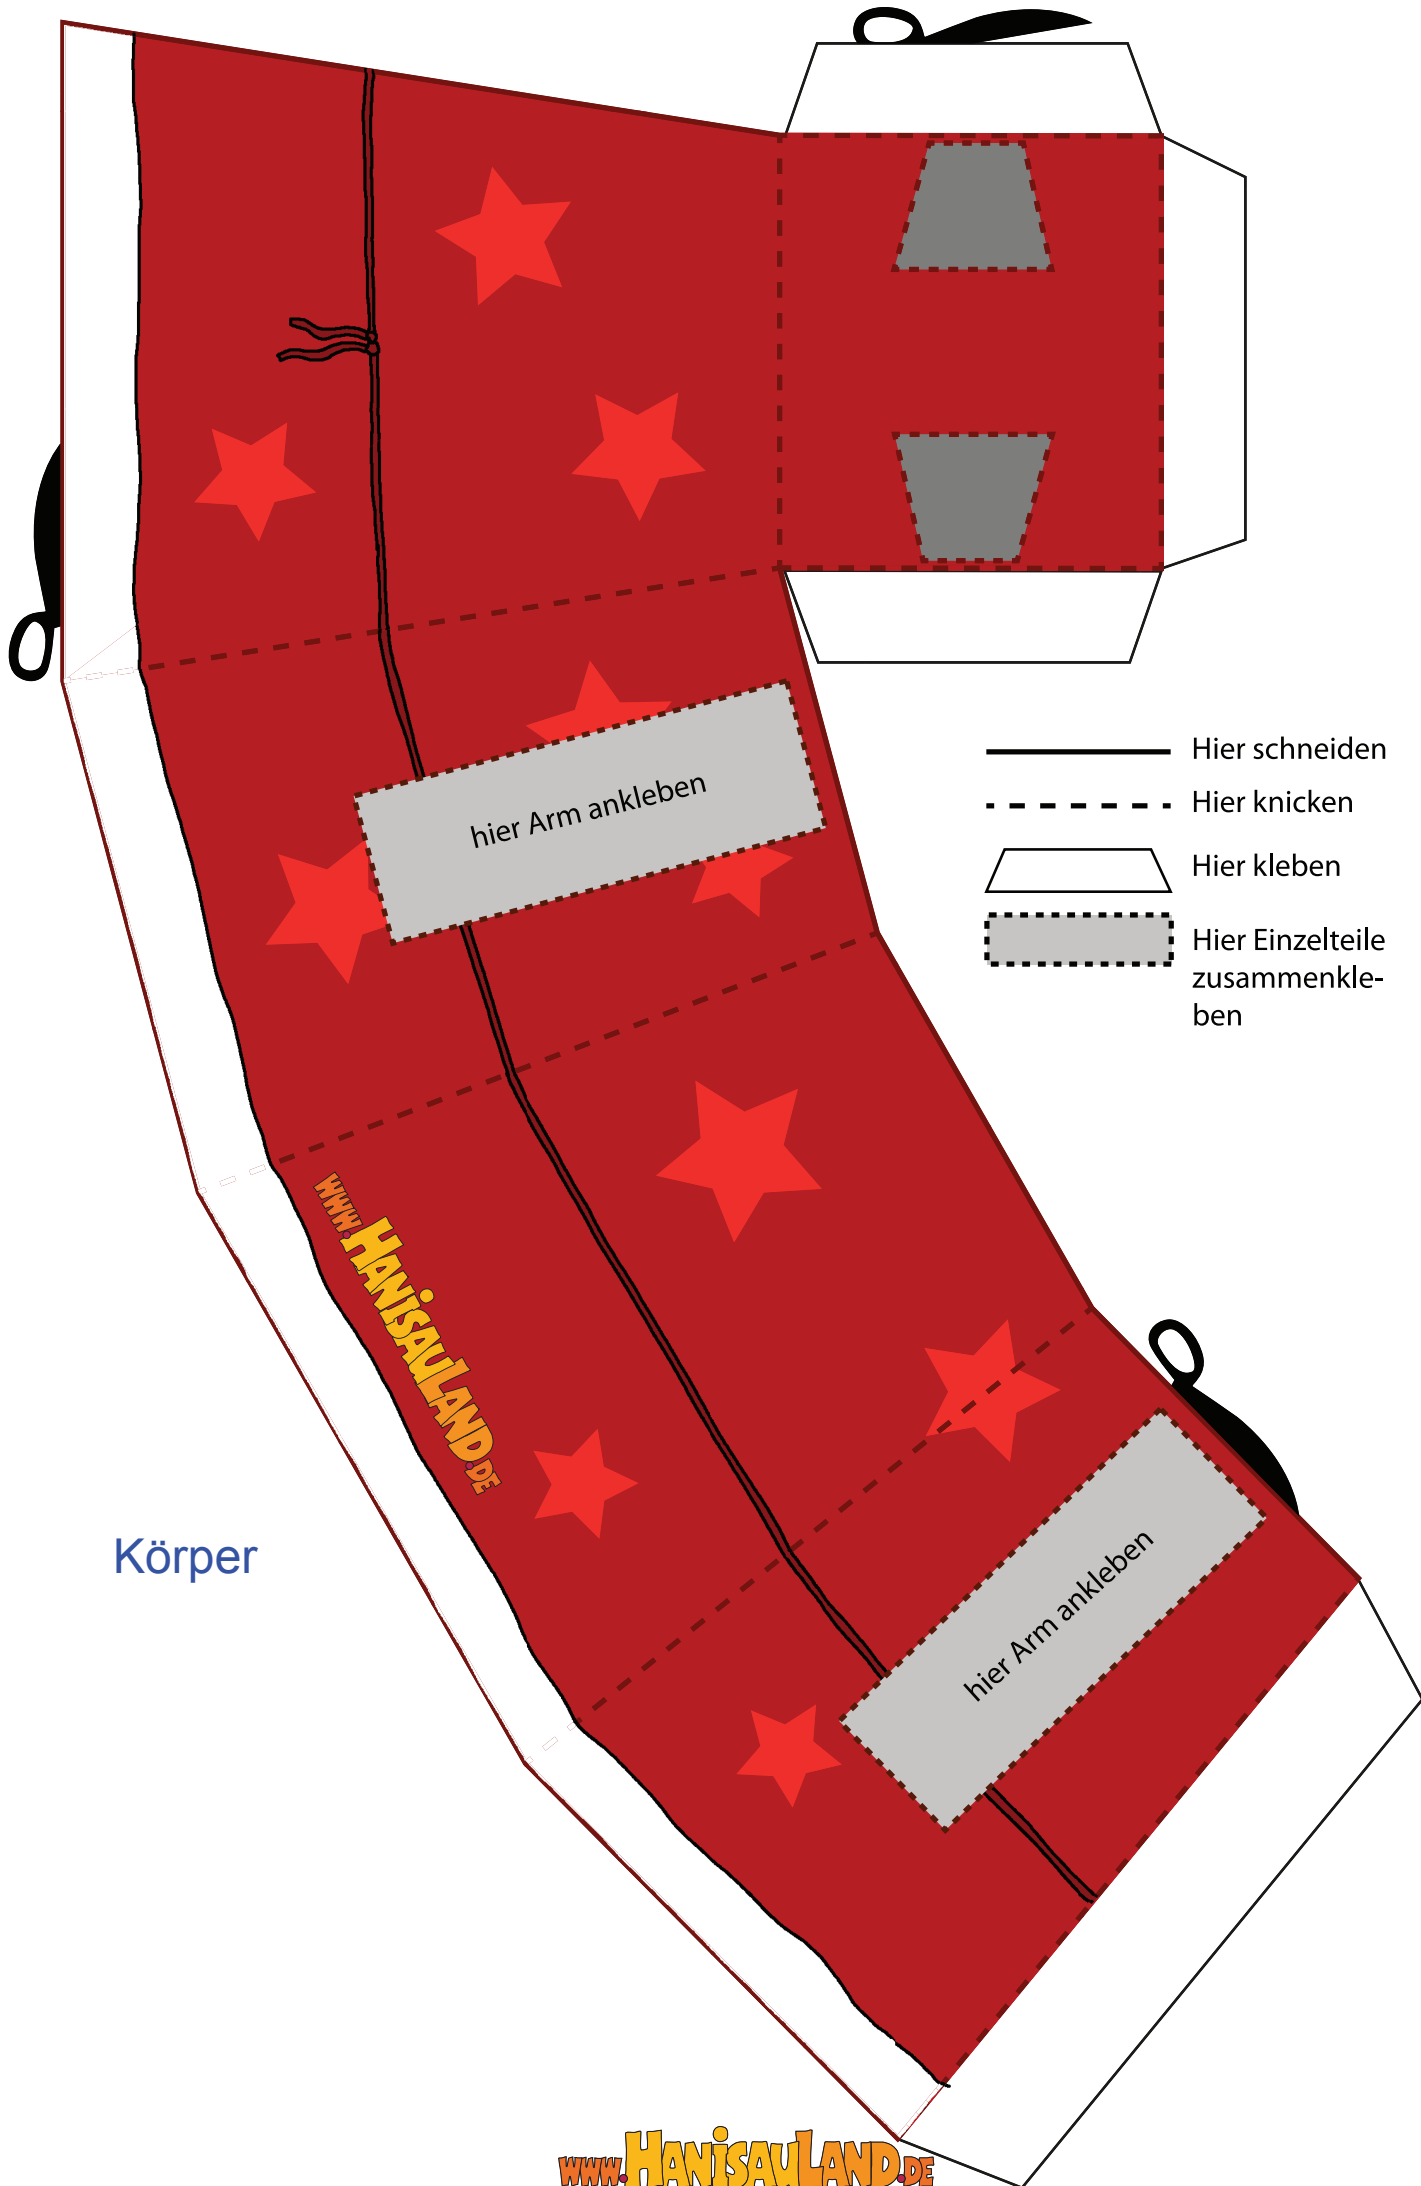 Hier schneiden
Hier knicken
Hier kleben
Hier Einzelteile
zusammenkle-
ben
hier Arm ankleben
www.HanisauLand.de
hier Arm ankleben
Körper
www.HanisauLand.de